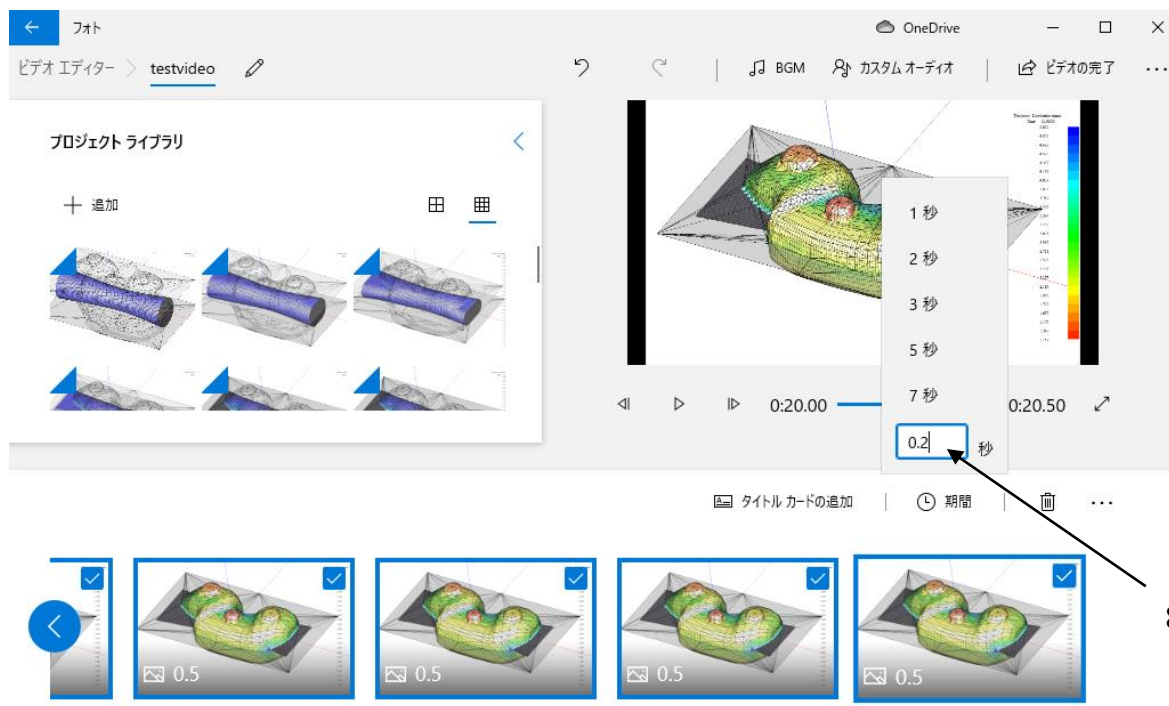 フォト
OneDrive
ビデオ エディター
testvideo
BGM
カスタム オーディオ
ビデオの完了
プロジェクト ライブラリ
追加
1 秒
2 秒
3 秒
5 秒
7 秒
0.2 秒
0:20.00
0:20.50
タイトル カードの追加
期間
0.5
0.5
0.5
0.5